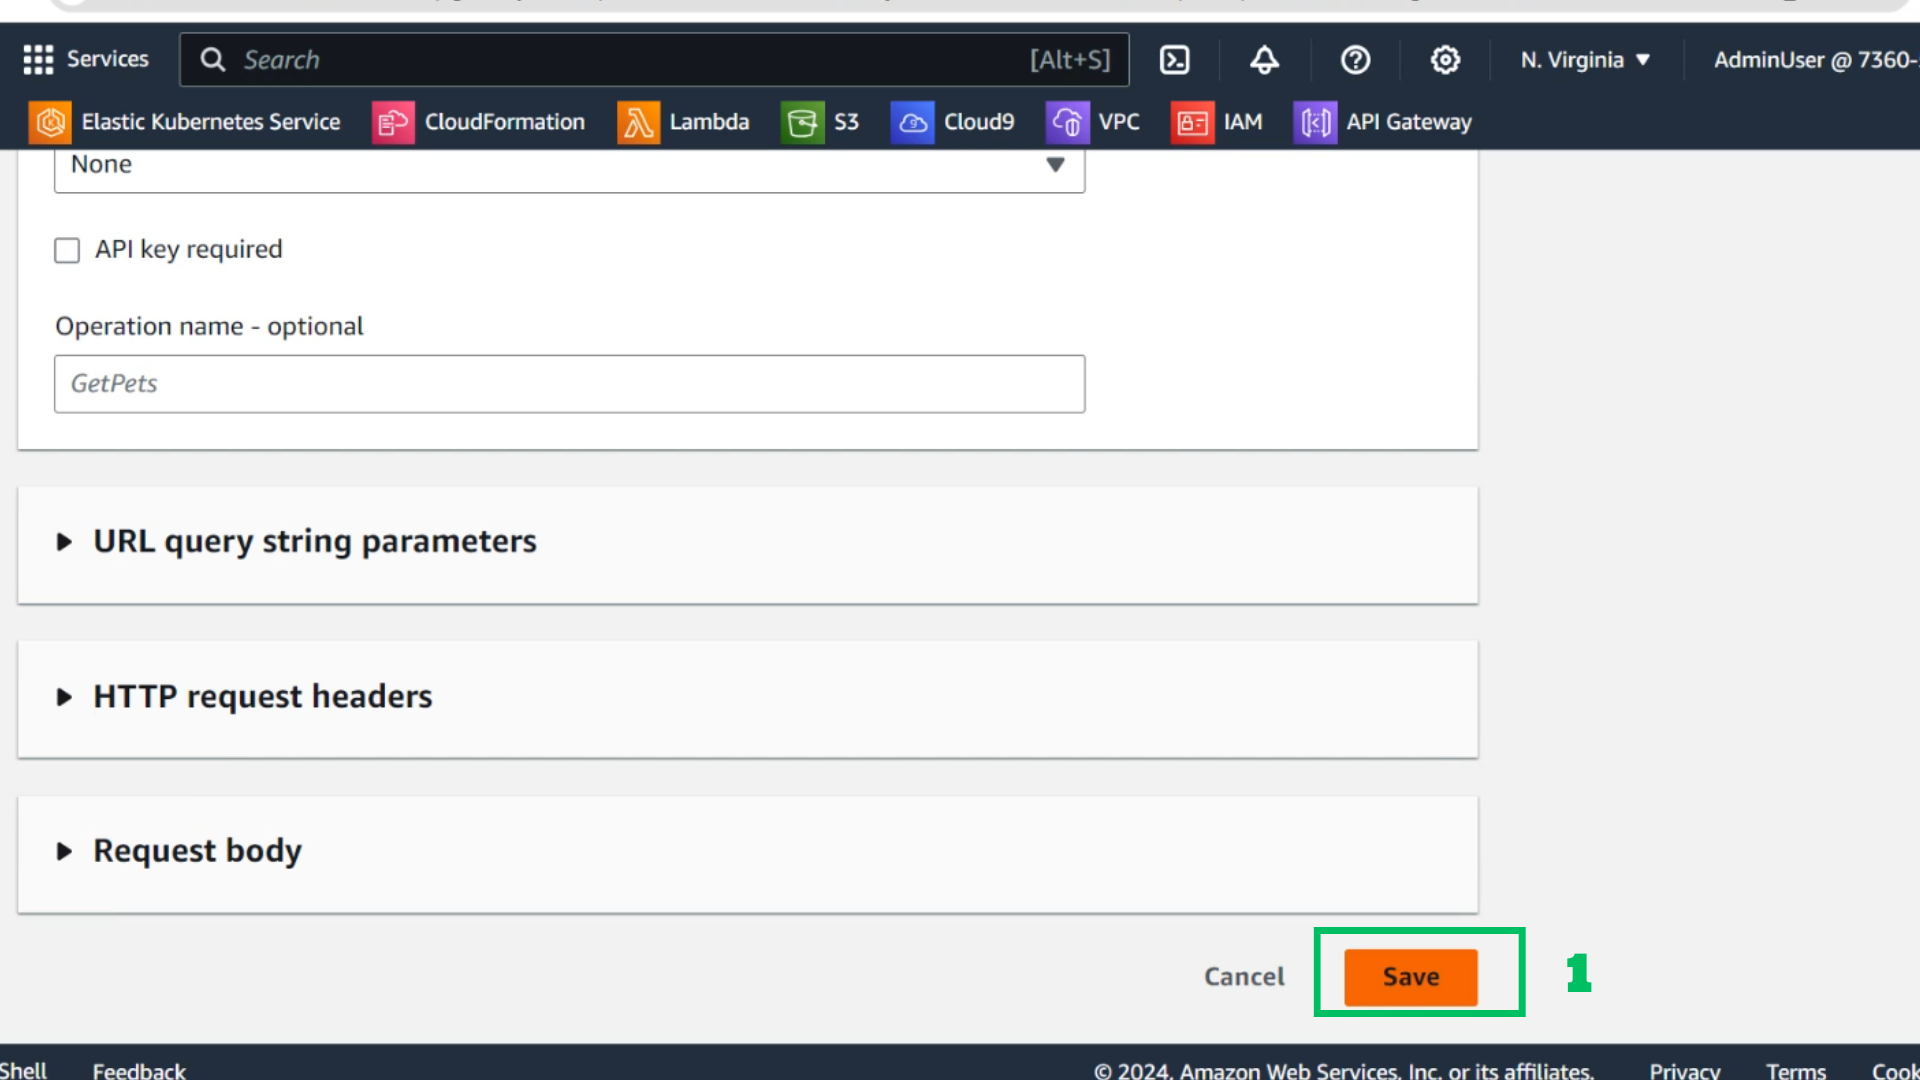 Services
Search [Alt+S]
N. Virginia
AdminUser @ 7360-
Elastic Kubernetes Service
CloudFormation
Lambda
S3
Cloud9
VPC
IAM
API Gateway
None
API key required
Operation name - optional
GetPets
URL query string parameters
HTTP request headers
Request body
Cancel
Save
1
Shell
Feedback
© 2024, Amazon Web Services, Inc. or its affiliates.
Privacy
Terms
Cook